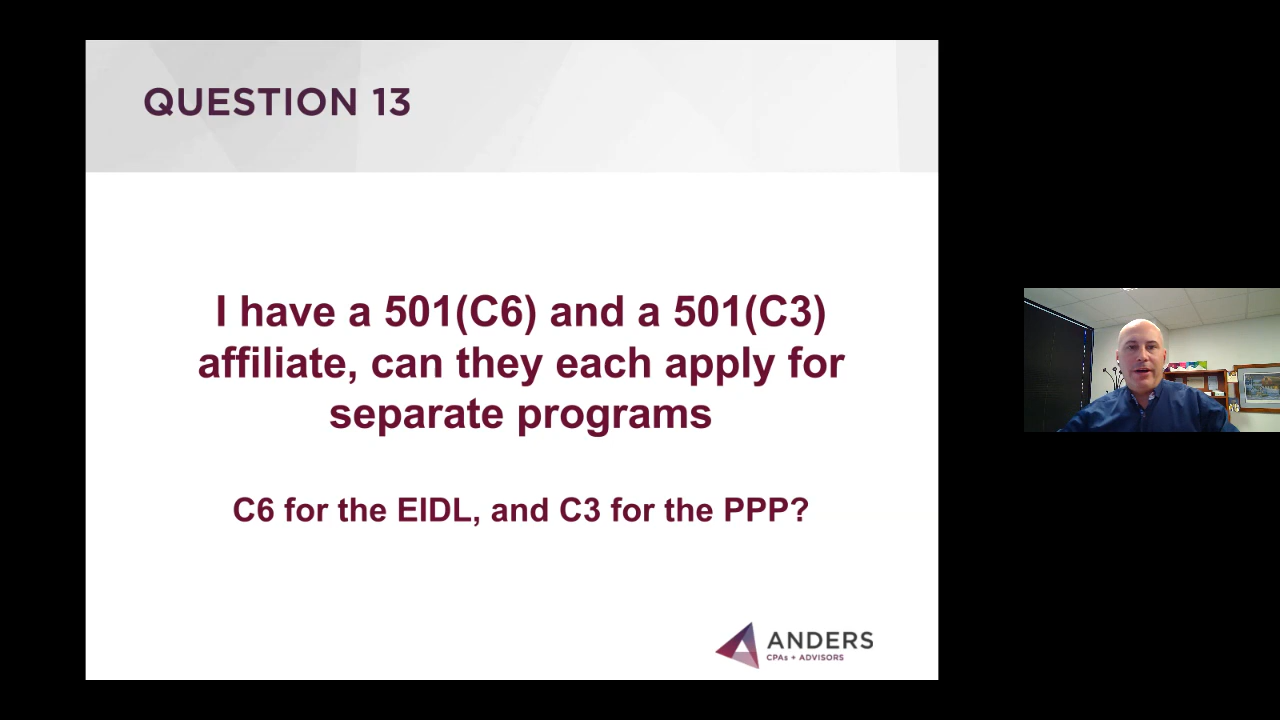 QUESTION 13
I have a 501(C6) and a 501(C3)
affiliate, can they each apply for
separate programs
C6 for the EIDL, and C3 for the PPP?
ANDERS
CPAs + ADVISORS